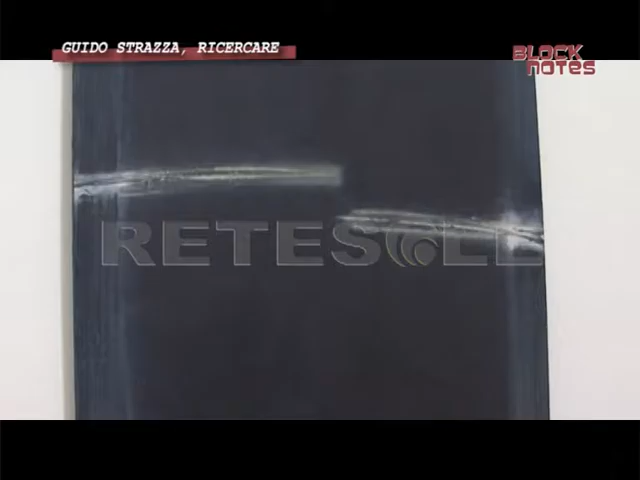 GUIDO STRAZZA, RICERCARE
BLOCK
NOTES
RETESOLE